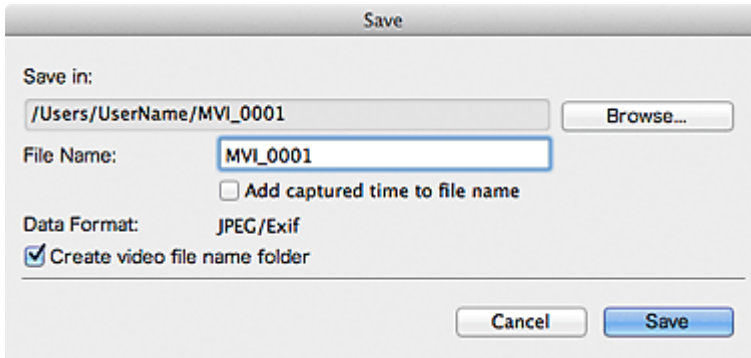 Save
Save in:
/Users/UserName/MVI_0001
Browse...
File Name:
MVI_0001
Add captured time to file name
Data Format:
JPEG/Exif
Create video file name folder
Cancel
Save